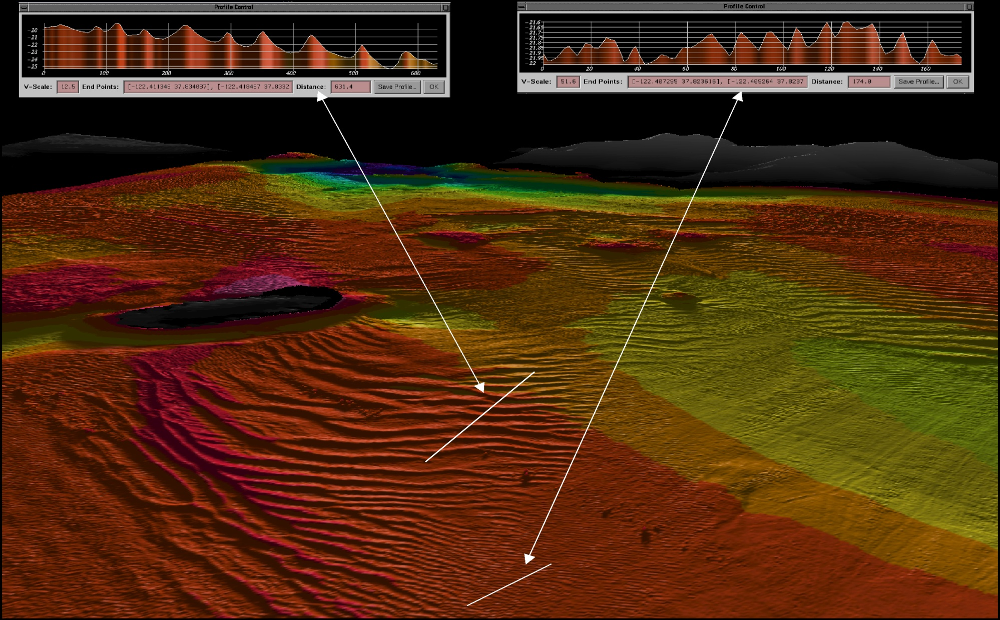 Profile Control
-20
-21
-22
-23
-24
-25
0 100 200 300 400 500 600
V-Scale: 12.5 End Points: [-122.411346 37.834087], [-122.418457 37.8332 Distance: 631.4 Save Profile... OK
Profile Control
-21.6
-21.65
-21.7
-21.75
-21.8
-21.85
-21.9
-21.95
-22
0 20 40 60 80 100 120 140 160
V-Scale: 51.6 End Points: [-122.407295 37.823616], [-122.409264 37.8237 Distance: 174.0 Save Profile... OK